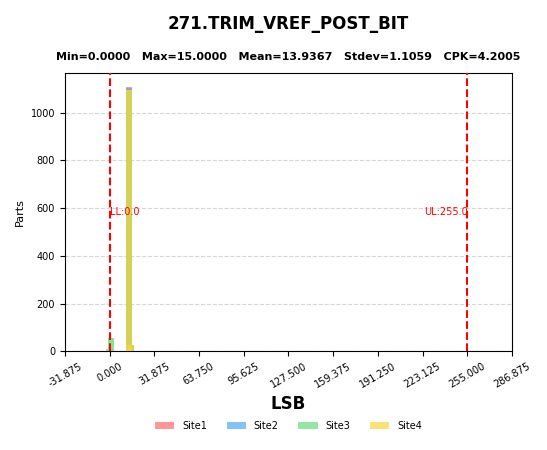 271.TRIM_VREF_POST_BIT
Min=0.0000 Max=15.0000 Mean=13.9367 Stdev=1.1059 CPK=4.2005
1000
800
600
400
200
0
Parts
LL:0.0
UL:255.0
-31.875 0.000 31.875 63.750 95.625 127.500 159.375 191.250 223.125 255.000 286.875
LSB
Site1 Site2 Site3 Site4